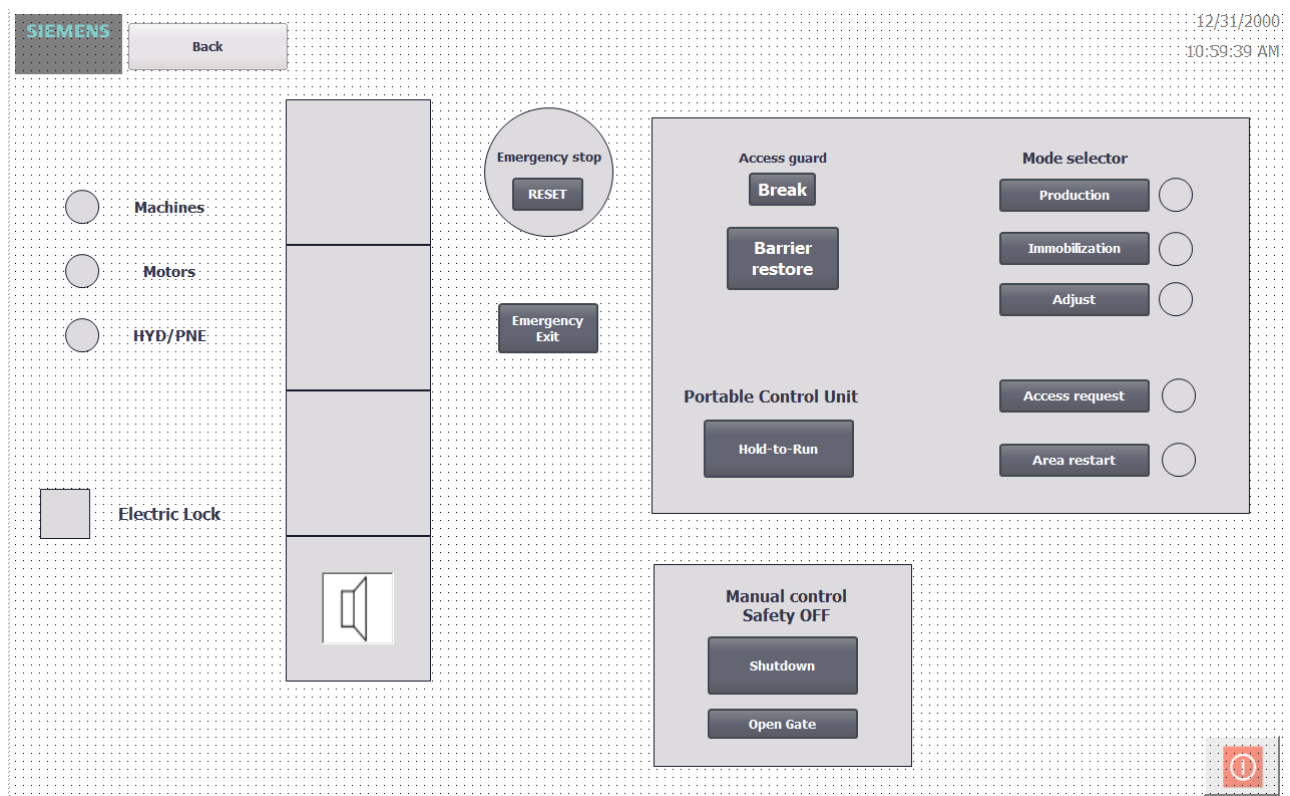 SIEMENS
Back
12/31/2000
10:59:39 AM
Machines
Motors
HYD/PNE
Electric Lock
Emergency stop
RESET
Emergency
Exit
Access guard
Break
Barrier
restore
Mode selector
Production
Immobilization
Adjust
Portable Control Unit
Hold-to-Run
Access request
Area restart
Manual control
Safety OFF
Shutdown
Open Gate